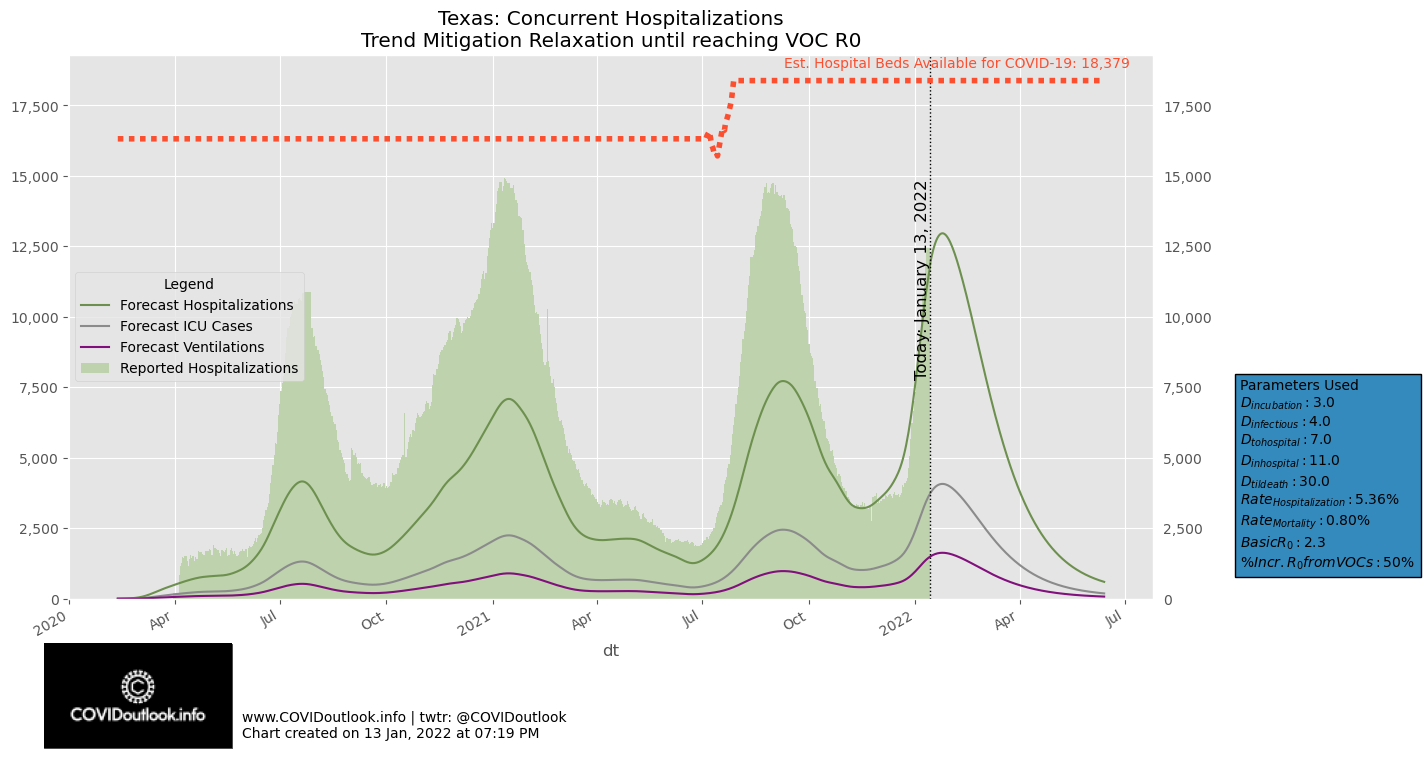 Texas: Concurrent Hospitalizations
Trend Mitigation Relaxation until reaching VOC R0
Est. Hospital Beds Available for COVID-19: 18,379
17,500
15,000
12,500
10,000
7,500
5,000
2,500
0
17,500
15,000
12,500
10,000
7,500
5,000
2,500
0
Today: January 13, 2022
Legend
Forecast Hospitalizations
Forecast ICU Cases
Forecast Ventilations
Reported Hospitalizations
Parameters Used
D_incubation : 3.0
D_infectious : 4.0
D_tohospital : 7.0
D_inhospital : 11.0
D_tildeath : 30.0
Rate_Hospitalization : 5.36%
Rate_Mortality : 0.80%
BasicR_0 : 2.3
%Incr. R_0fromVOCs : 50%
2020 Apr Jul Oct 2021 Apr Jul Oct 2022 Apr Jul
dt
COVIDoutlook.info
www.COVIDoutlook.info | twtr: @COVIDoutlook
Chart created on 13 Jan, 2022 at 07:19 PM